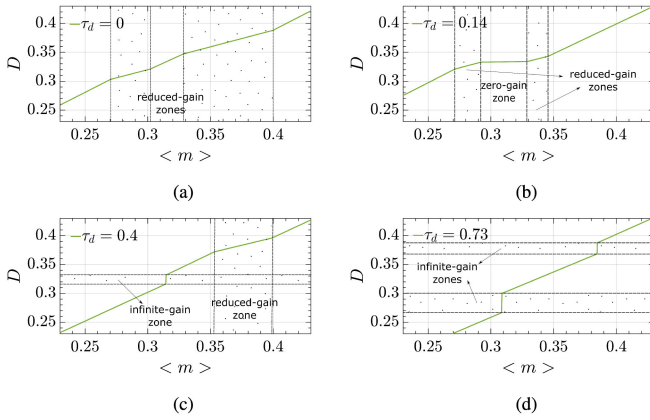 τ_d = 0
0.4
0.35
0.3
0.25
D
reduced-gain
zones
0.25
0.3
0.35
0.4
< m >
(a)
τ_d = 0.14
0.4
0.35
0.3
0.25
D
zero-gain
zone
reduced-gain
zones
0.25
0.3
0.35
0.4
< m >
(b)
τ_d = 0.4
0.4
0.35
0.3
0.25
D
infinite-gain
zone
reduced-gain
zone
0.25
0.3
0.35
0.4
< m >
(c)
τ_d = 0.73
0.4
0.35
0.3
0.25
D
infinite-gain
zones
0.25
0.3
0.35
0.4
< m >
(d)